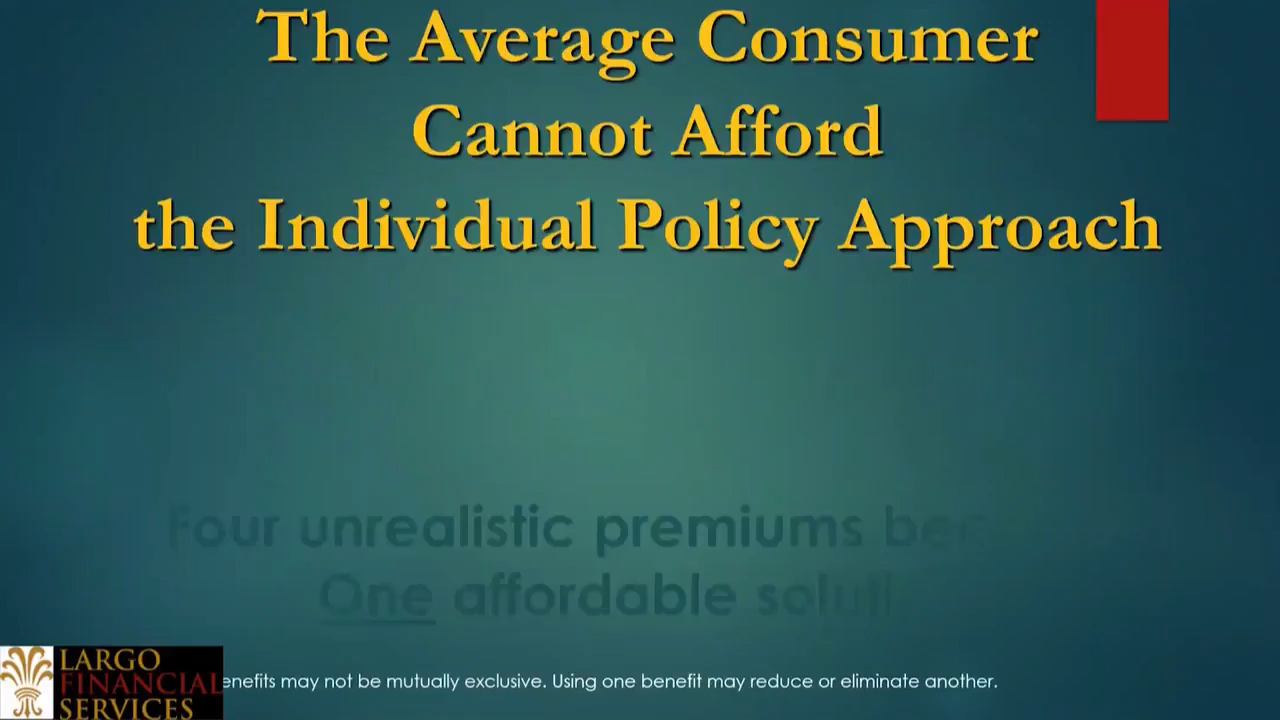 The Average Consumer
Cannot Afford
the Individual Policy Approach
Four unrealistic premiums
One affordable
LARGO
FINANCIAL
SERVICES
enefits may not be mutually exclusive. Using one benefit may reduce or eliminate another.